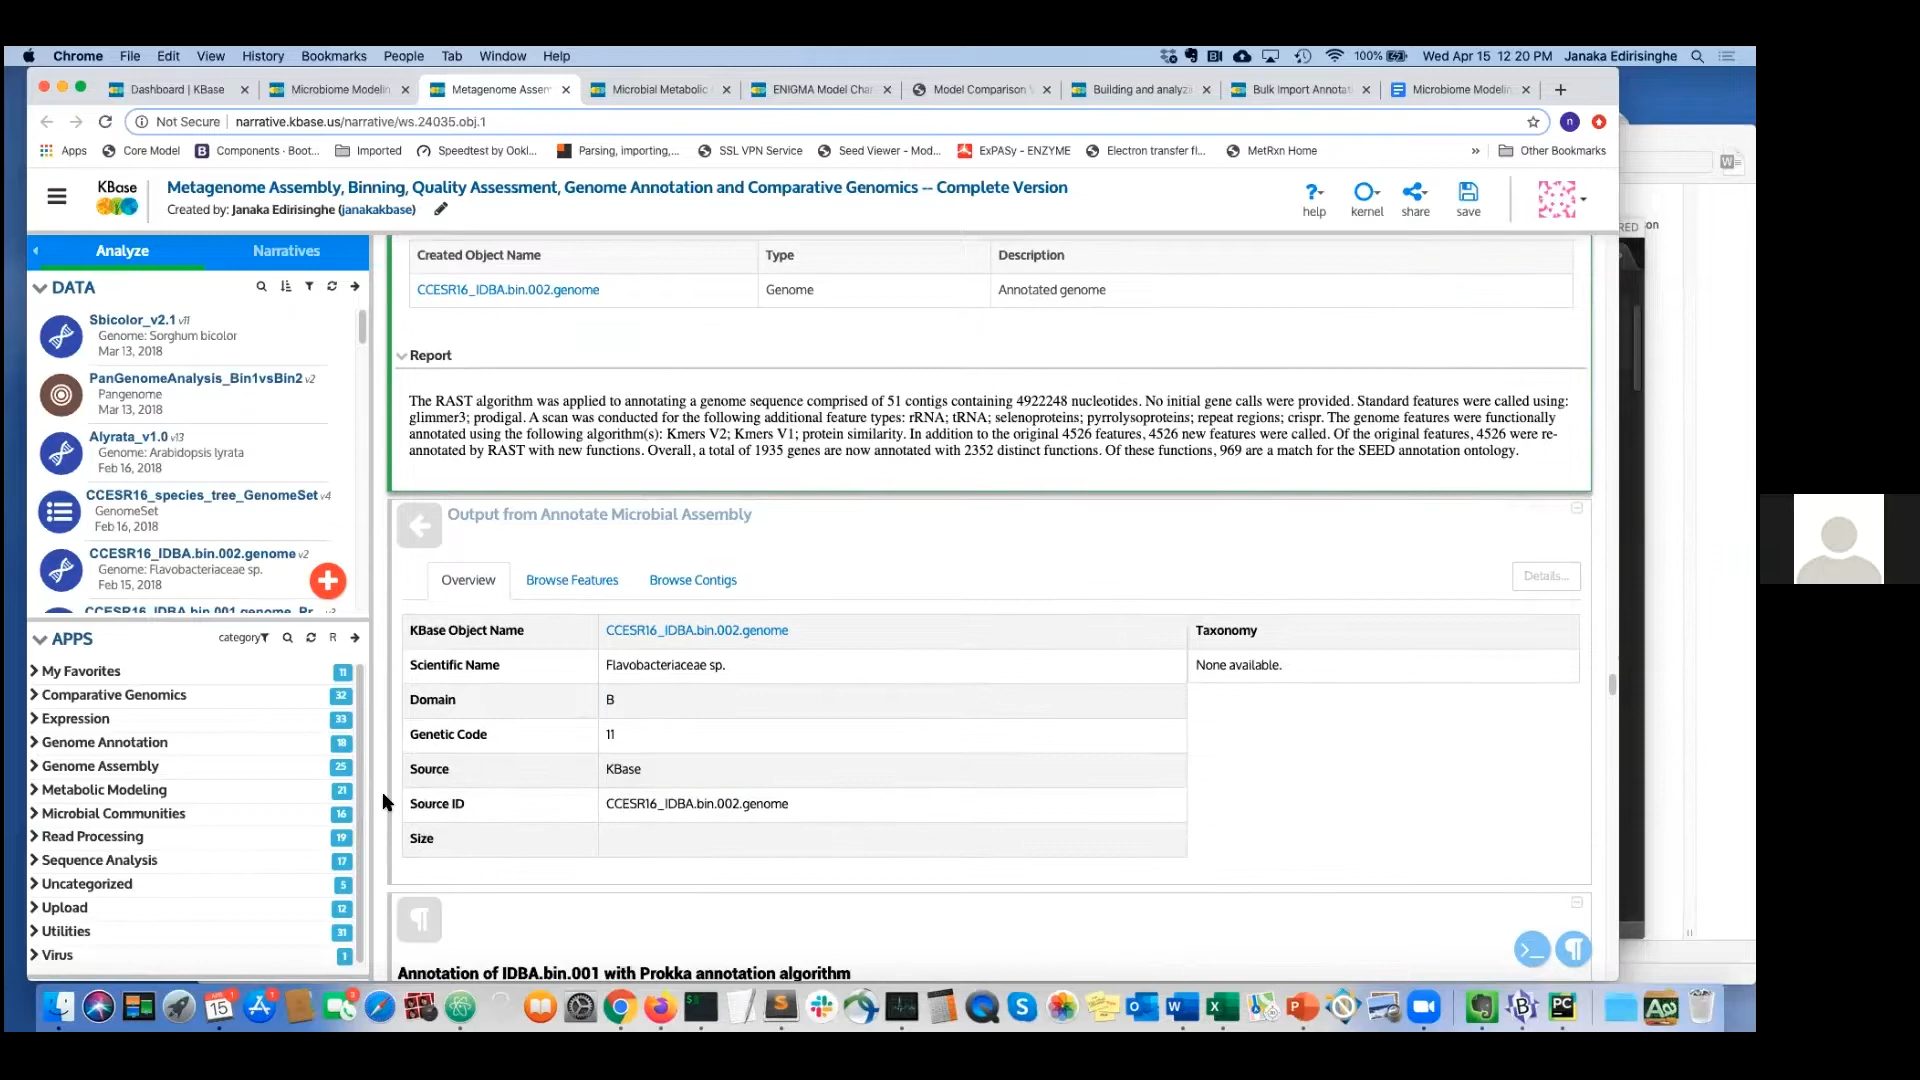 Chrome File Edit View History Bookmarks People Tab Window Help 100% Wed Apr 15 12:20 PM Janaka Edirisinghe
Dashboard | KBase Microbiome Modelin Metagenome Assem Microbial Metabolic ENIGMA Model Cha Model Comparison Building and analyzi Bulk Import Annotat Microbiome Modelin
Not Secure narrative.kbase.us/narrative/ws.24035.obj.1 n
Apps Core Model Components · Boot... Imported Speedtest by Ookl... Parsing, importing,... SSL VPN Service Seed Viewer - Mod... ExPASy - ENZYME Electron transfer fl... MetRxn Home » Other Bookmarks
KBase
Metagenome Assembly, Binning, Quality Assessment, Genome Annotation and Comparative Genomics -- Complete Version
Created by: Janaka Edirisinghe (janakakbase)
help kernel share save
RED on
Analyze Narratives
DATA
Sbicolor_v2.1 v11
Genome: Sorghum bicolor
Mar 13, 2018
PanGenomeAnalysis_Bin1vsBin2 v2
Pangenome
Mar 13, 2018
Alyrata_v1.0 v13
Genome: Arabidopsis lyrata
Feb 16, 2018
CCESR16_species_tree_GenomeSet v4
GenomeSet
Feb 16, 2018
CCESR16_IDBA.bin.002.genome v2
Genome: Flavobacteriaceae sp.
Feb 15, 2018
CCESR16_IDBA.bin.001.genome_Pr
APPS category R
My Favorites 11
Comparative Genomics 32
Expression 33
Genome Annotation 18
Genome Assembly 25
Metabolic Modeling 21
Microbial Communities 16
Read Processing 19
Sequence Analysis 17
Uncategorized 5
Upload 12
Utilities 31
Virus 1
Created Object Name Type Description
CCESR16_IDBA.bin.002.genome Genome Annotated genome
Report
The RAST algorithm was applied to annotating a genome sequence comprised of 51 contigs containing 4922248 nucleotides. No initial gene calls were provided. Standard features were called using:
glimmer3; prodigal. A scan was conducted for the following additional feature types: rRNA; tRNA; selenoproteins; pyrrolysoproteins; repeat regions; crispr. The genome features were functionally
annotated using the following algorithm(s): Kmers V2; Kmers V1; protein similarity. In addition to the original 4526 features, 4526 new features were called. Of the original features, 4526 were re-
annotated by RAST with new functions. Overall, a total of 1935 genes are now annotated with 2352 distinct functions. Of these functions, 969 are a match for the SEED annotation ontology.
Output from Annotate Microbial Assembly
Overview Browse Features Browse Contigs Details...
KBase Object Name CCESR16_IDBA.bin.002.genome Taxonomy
Scientific Name Flavobacteriaceae sp. None available.
Domain B
Genetic Code 11
Source KBase
Source ID CCESR16_IDBA.bin.002.genome
Size
Annotation of IDBA.bin.001 with Prokka annotation algorithm